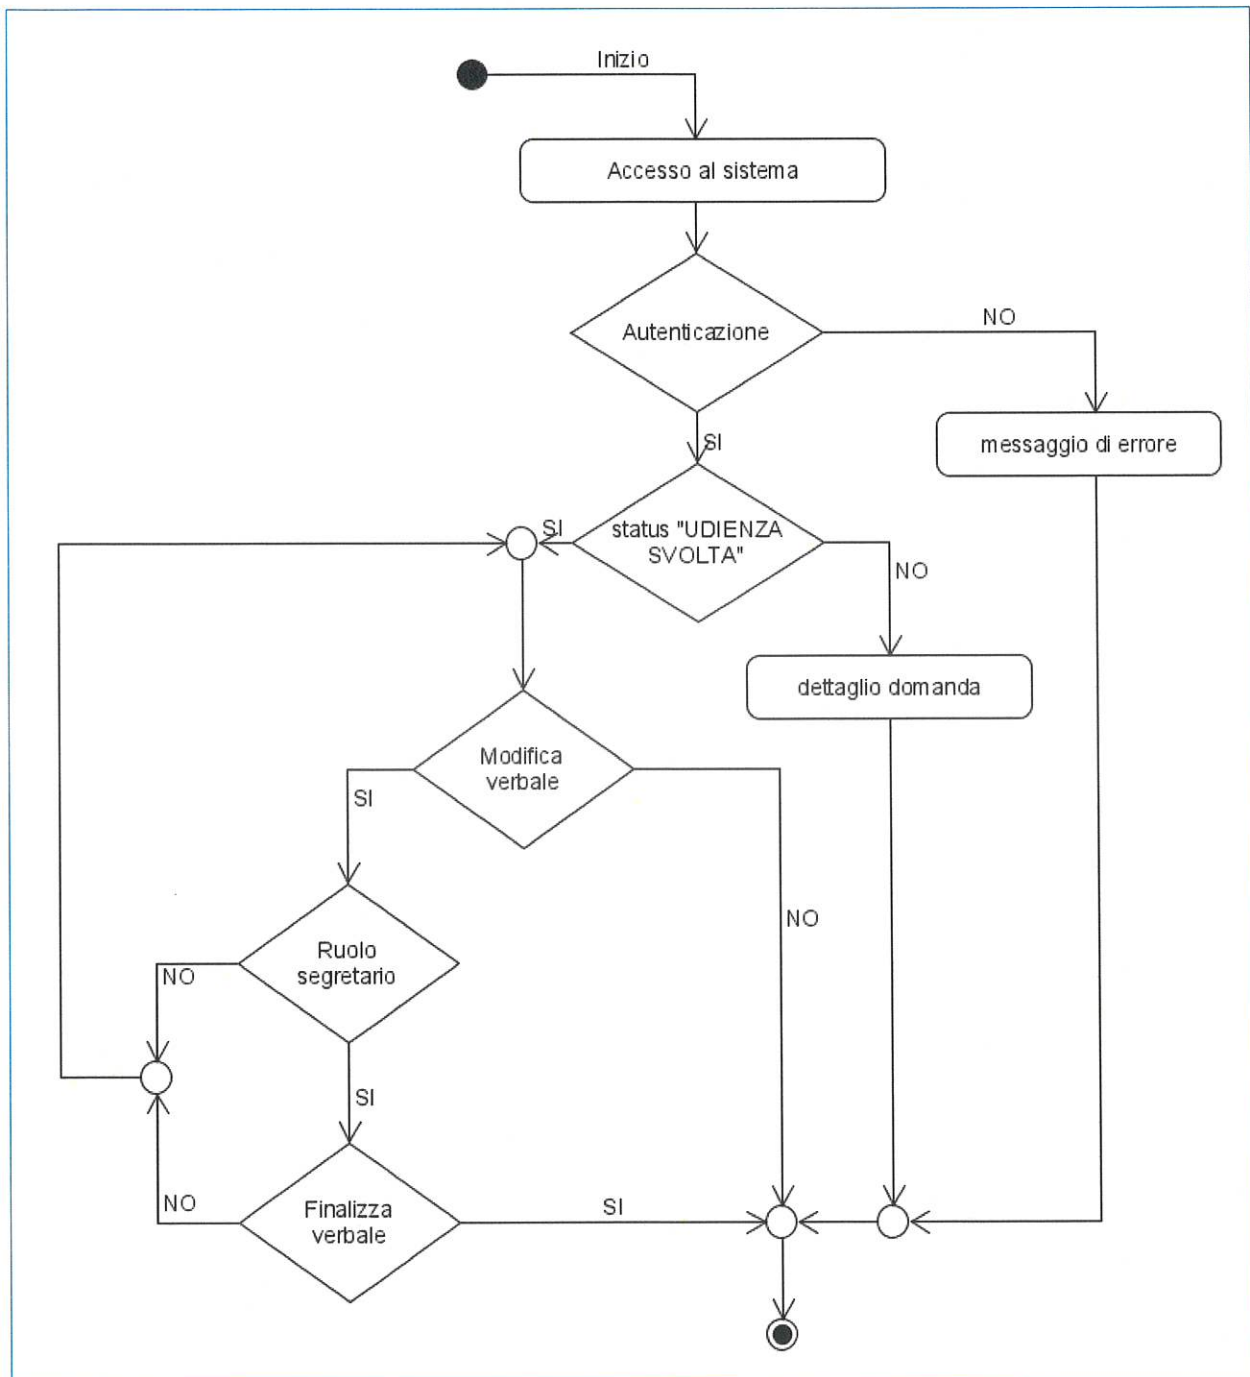 Inizio
Accesso al sistema
Autenticazione
NO
messaggio di errore
SI
status "UDIENZA
SVOLTA"
SI
NO
dettaglio domanda
Modifica
verbale
SI
NO
Ruolo
segretario
NO
SI
Finalizza
verbale
NO
SI